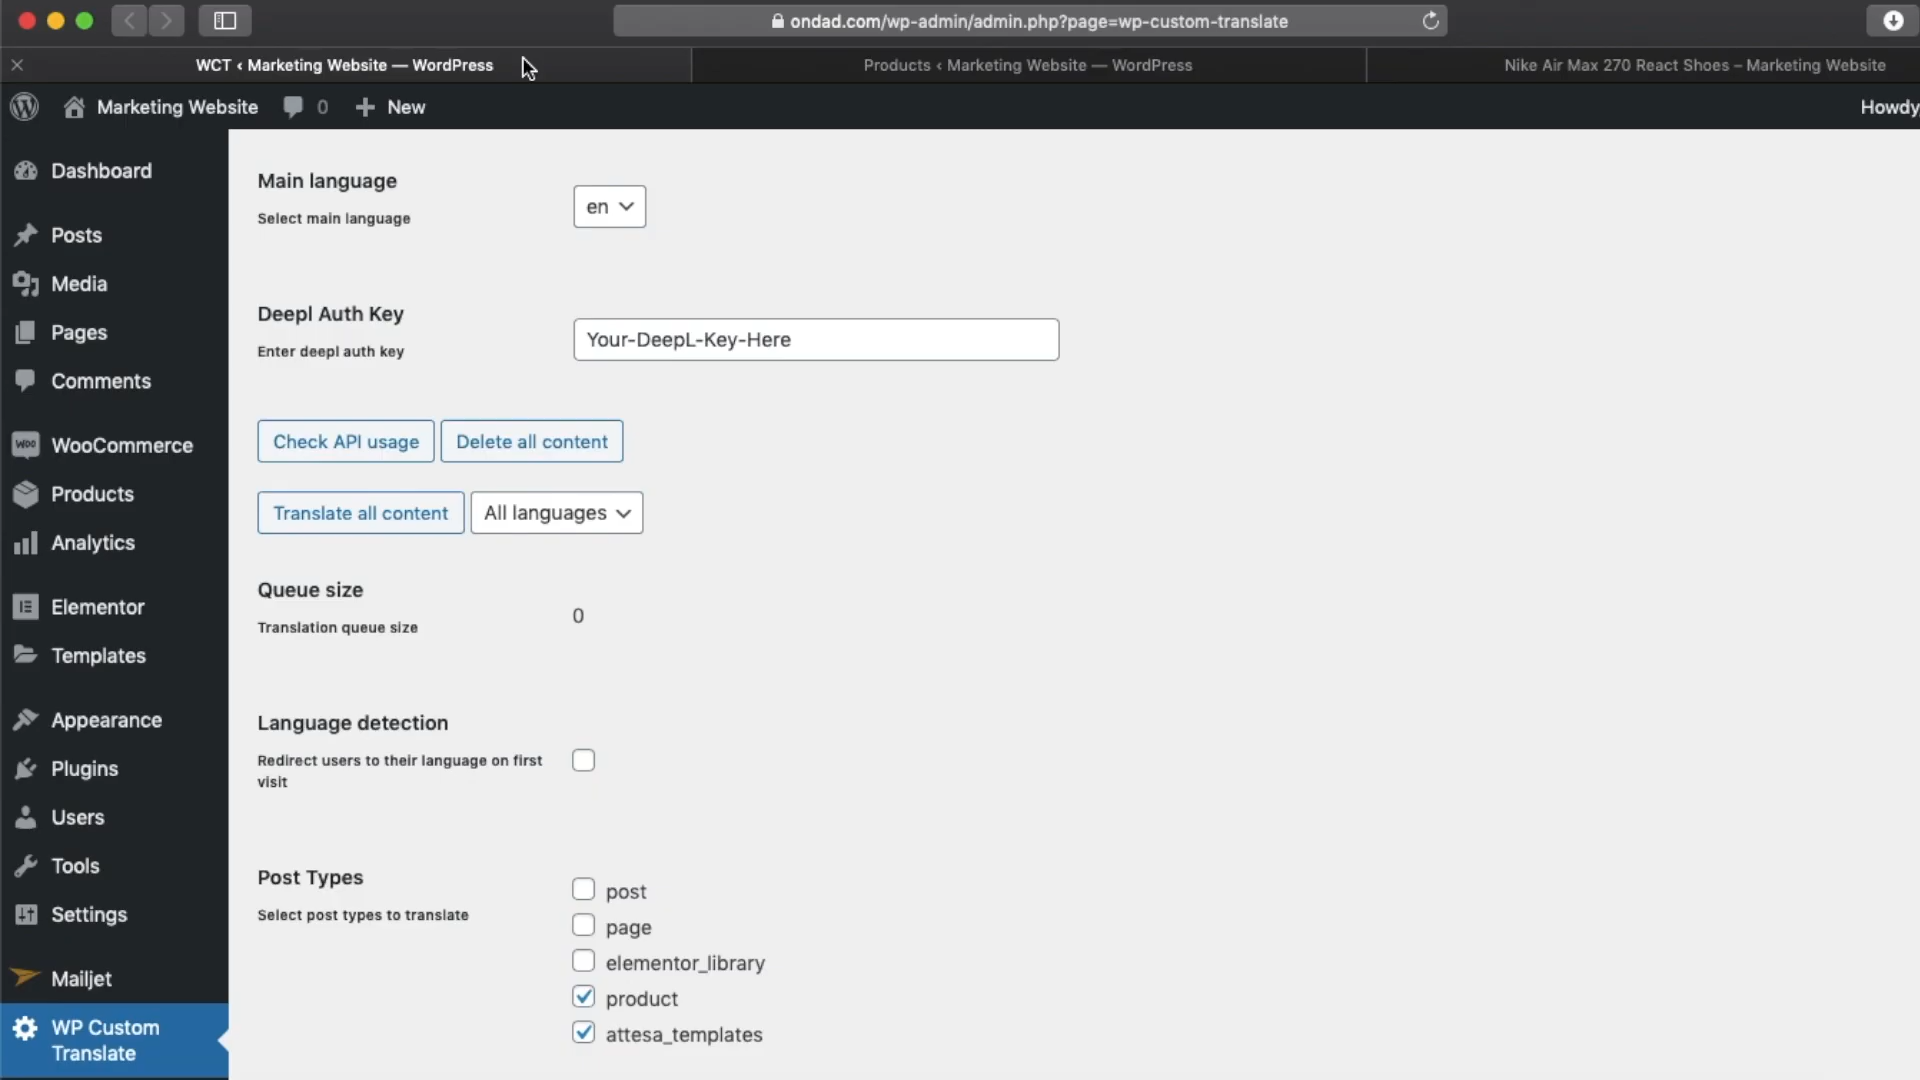 ondad.com/wp-admin/admin.php?page=wp-custom-translate
WCT ‹ Marketing Website — WordPress
Products ‹ Marketing Website — WordPress
Nike Air Max 270 React Shoes – Marketing Website
Marketing Website
0
New
Howdy,
Dashboard
Posts
Media
Pages
Comments
WOO
WooCommerce
Products
Analytics
Elementor
Templates
Appearance
Plugins
Users
Tools
Settings
Mailjet
WP Custom
Translate
Main language
Select main language
en
Deepl Auth Key
Enter deepl auth key
Your-DeepL-Key-Here
Check API usage
Delete all content
Translate all content
All languages
Queue size
Translation queue size
0
Language detection
Redirect users to their language on first
visit
Post Types
Select post types to translate
post
page
elementor_library
product
attesa_templates